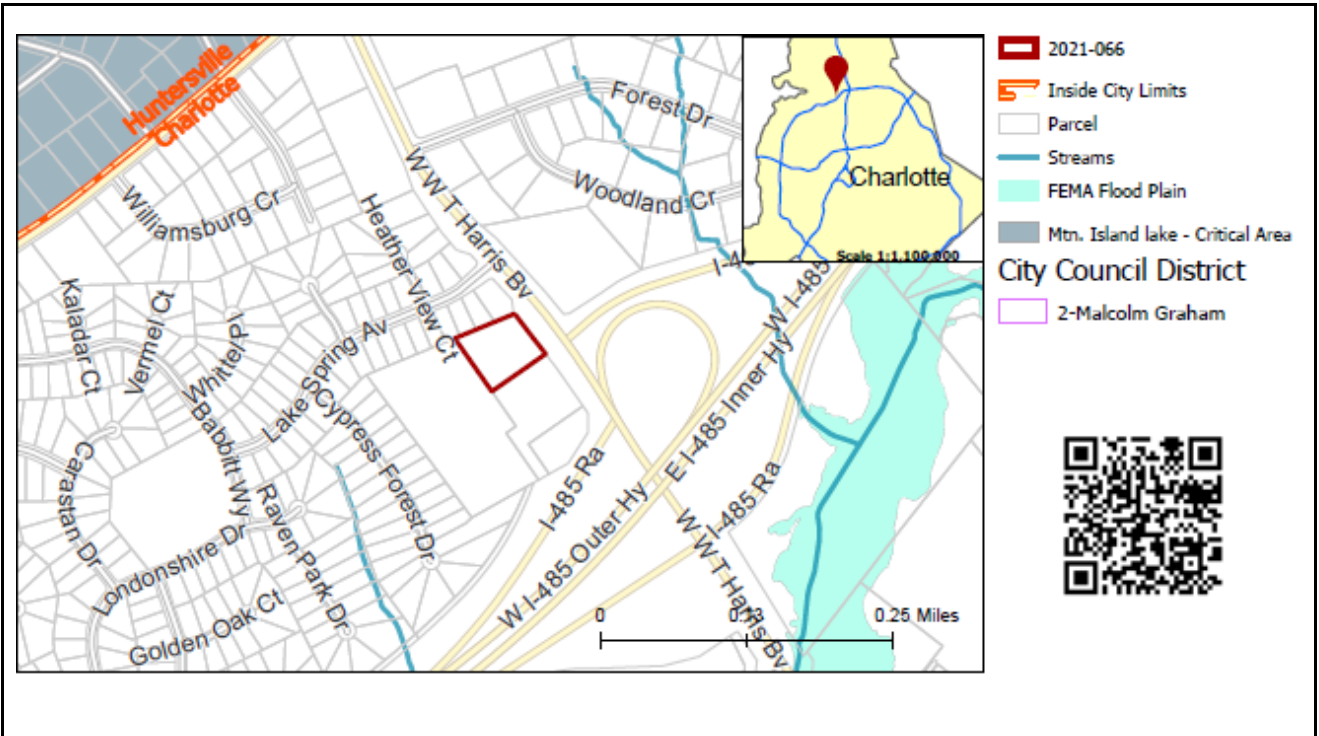 Huntersville
Charlotte
Forest Dr
W W T Harris Bv
Woodland Cr
Williamsburg Cr
Heather View Ct
Charlotte
Scale 1:1,100,000
W I-485
Kaladar Ct
Vermel Ct
Whittel Pl
Lake Spring Av
Babbitt Wy
Cypress Forest Dr
E I-485 Inner Hy
Carastan Dr
I-485 Ra
I-485 Ra
W I-485 Outer Hy
Raven Park Dr
Londonshire Dr
Golden Oak Ct
W W T Harris Bv
0
0.25 Miles
2021-066
Inside City Limits
Parcel
Streams
FEMA Flood Plain
Mtn. Island lake - Critical Area
City Council District
2-Malcolm Graham